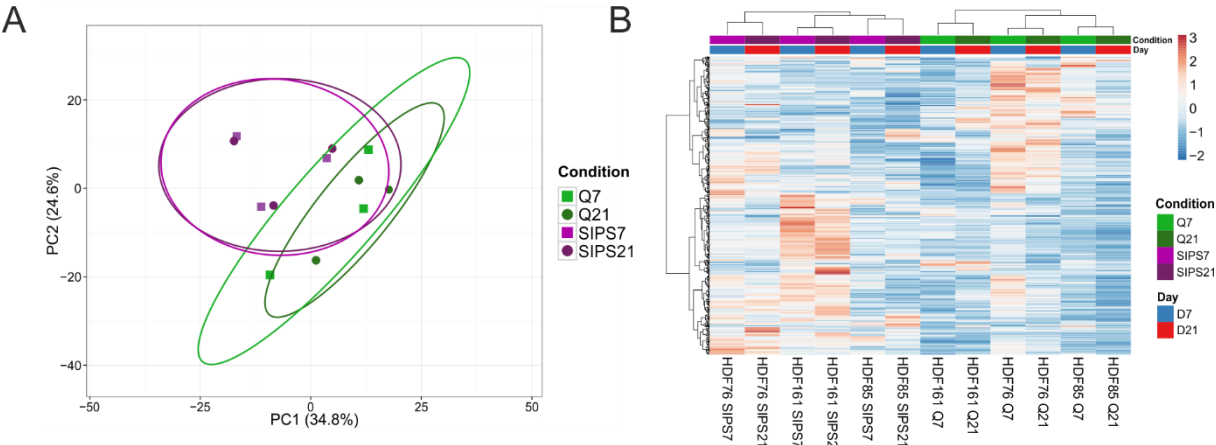 A
PC2 (24.6%)
20
0
−20
−40
−50
−25
0
25
50
PC1 (34.8%)
Condition
Q7
Q21
SIPS7
SIPS21
B
Condition
Day
3
2
1
0
−1
−2
Condition
Q7
Q21
SIPS7
SIPS21
Day
D7
D21
HDF76 SIPS7
HDF76 SIPS21
HDF161 SIPS7
HDF161 SIPS2
HDF85 SIPS7
HDF85 SIPS21
HDF161 Q7
HDF161 Q21
HDF76 Q7
HDF76 Q21
HDF85 Q7
HDF85 Q21